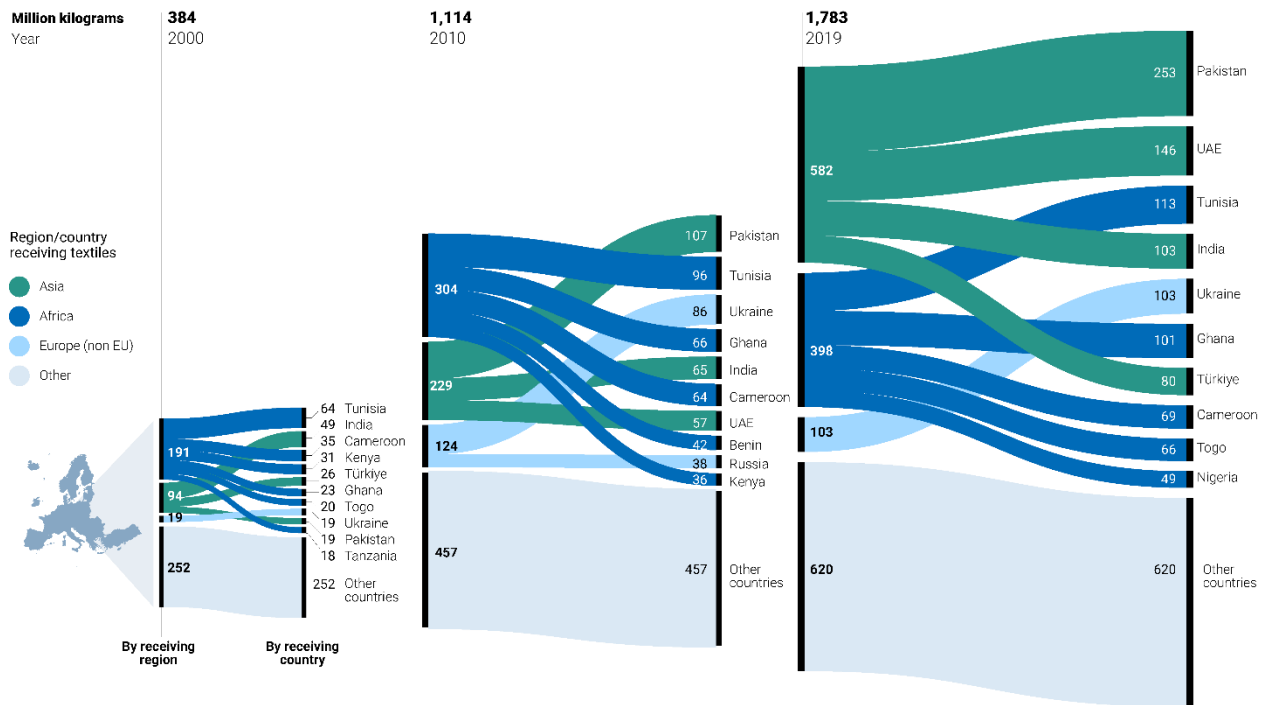 Million kilograms
Year
384
2000
1,114
2010
1,783
2019
Region/country
receiving textiles
Asia
Africa
Europe (non EU)
Other
191
94
19
252
64 Tunisia
49 India
35 Cameroon
31 Kenya
26 Türkiye
23 Ghana
20 Togo
19 Ukraine
19 Pakistan
18 Tanzania
252 Other
countries
By receiving
region
By receiving
country
304
229
124
457
107 Pakistan
96 Tunisia
86 Ukraine
66 Ghana
65 India
64 Cameroon
57 UAE
42 Benin
38 Russia
36 Kenya
457 Other
countries
582
398
103
620
253 Pakistan
146 UAE
113 Tunisia
103 India
103 Ukraine
101 Ghana
80 Türkiye
69 Cameroon
66 Togo
49 Nigeria
620 Other
countries